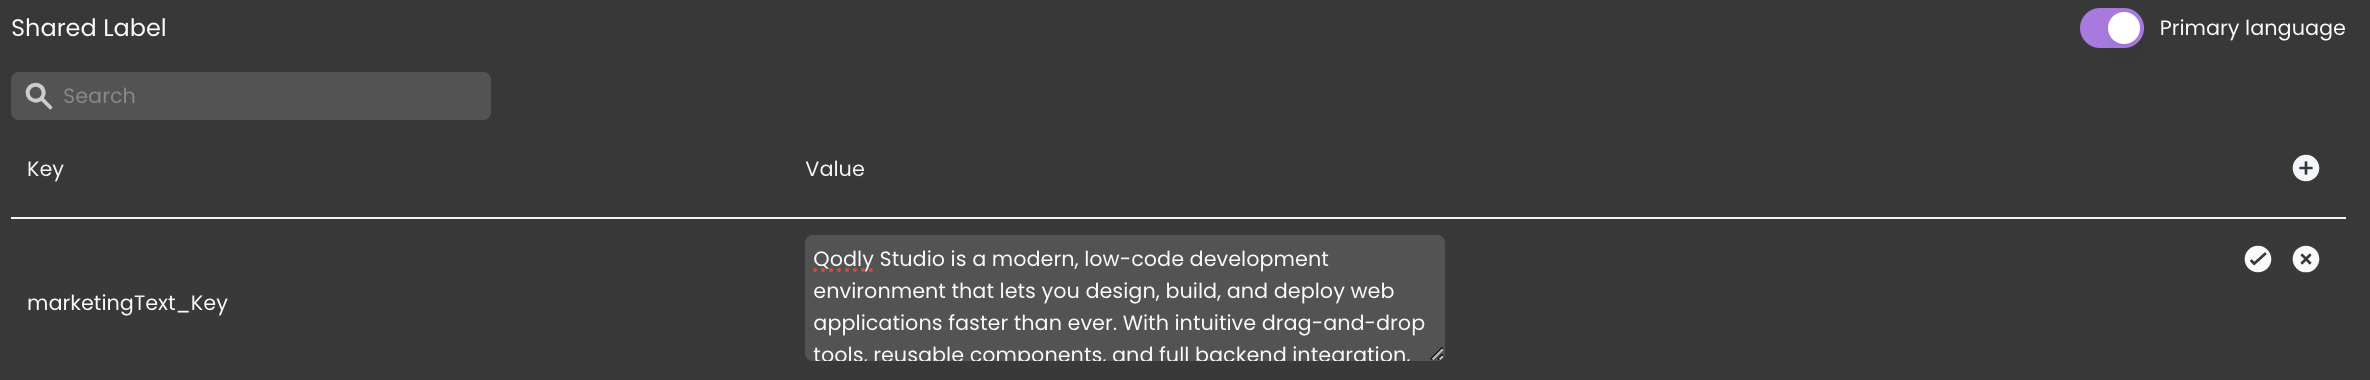 Shared Label
Primary language
Search
Key
Value
marketingText_Key
Qodly Studio is a modern, low-code development
environment that lets you design, build, and deploy web
applications faster than ever. With intuitive drag-and-drop
tools, reusable components, and full backend integration,